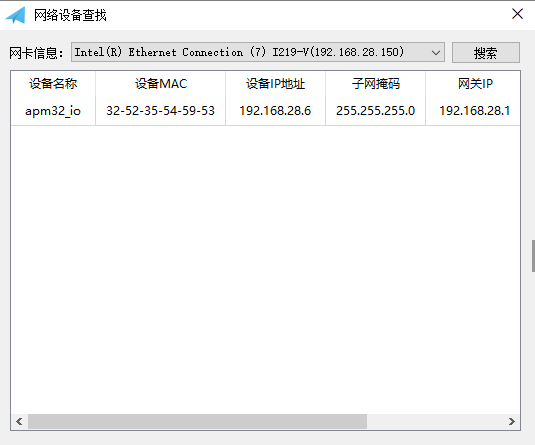 网络设备查找
网卡信息: Intel(R) Ethernet Connection (7) I219-V(192.168.28.150) 搜索
设备名称 设备MAC 设备IP地址 子网掩码 网关IP
apm32_io 32-52-35-54-59-53 192.168.28.6 255.255.255.0 192.168.28.1